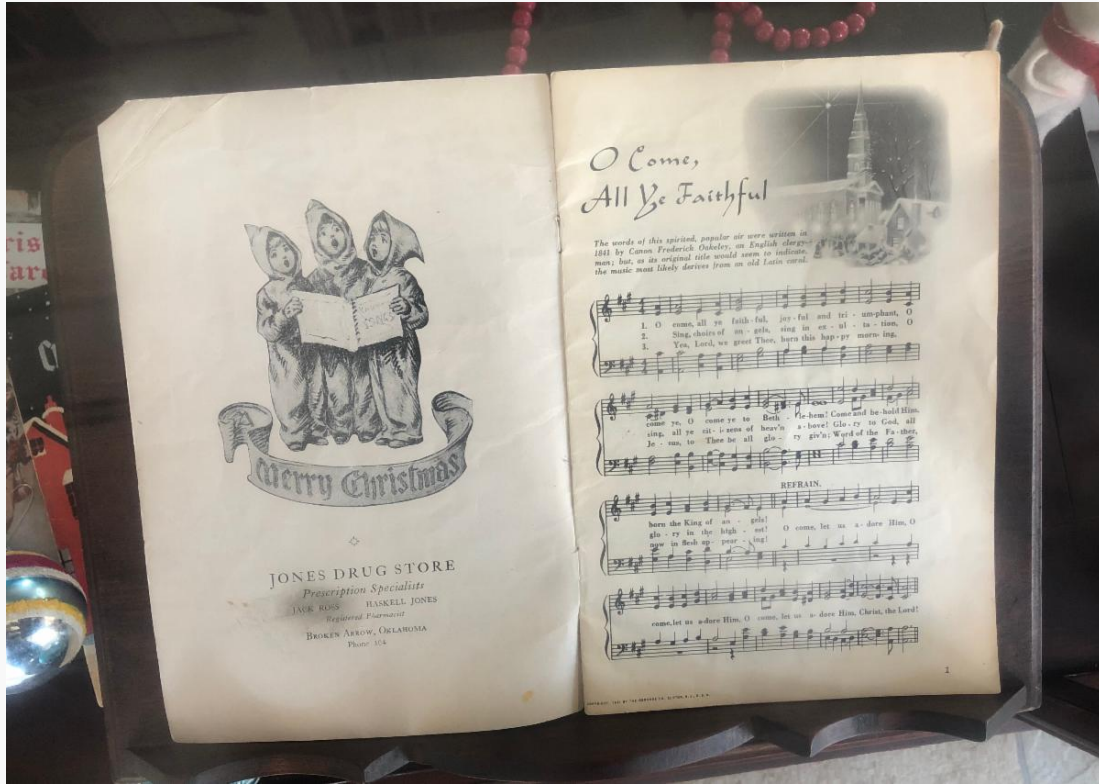 Merry Christmas
JONES DRUG STORE
Prescription Specialists
JACK ROSS HASKELL JONES
Registered Pharmacist
BROKEN ARROW, OKLAHOMA
Phone 104
O Come,
All Ye Faithful
The words of this spirited, popular air were written in
1841 by Canon Frederick Oakeley, an English clergy-
man; but, as its original title would seem to indicate,
the music most likely derives from an old Latin carol.
1. O come, all ye faith-ful, joy-ful and tri-umph-ant, O
2. Sing, choirs of an-gels, sing in ex-ul-ta-tion, O
3. Yea, Lord, we greet Thee, born this hap-py morn-ing,
come ye, O come ye to Beth-le-hem! Come and be-hold Him,
sing, all ye cit-i-zens of heav'n a-bove! Glo-ry to God, all
Je-sus, to Thee be all glo-ry giv'n; Word of the Fa-ther,
REFRAIN.
born the King of an-gels!
glo-ry in the high-est! O come, let us a-dore Him, O
now in flesh ap-pear-ing!
come, let us a-dore Him, O come, let us a-dore Him, Christ, the Lord!
1